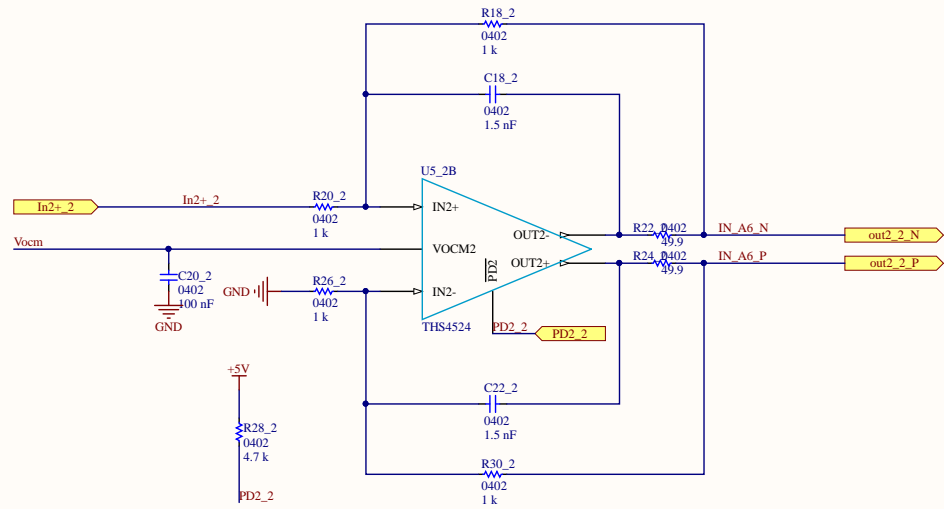 R18_2
0402
1 k
C18_2
0402
1.5 nF
U5_2B
In2+_2
In2+_2
R20_2
0402
1 k
IN2+
Vocm
VOCM2
OUT2-
OUT2+
PD2
R22_2
0402
49.9
IN_A6_N
out2_2_N
R24_2
0402
49.9
IN_A6_P
out2_2_P
C20_2
0402
100 nF
GND
GND
R26_2
0402
1 k
IN2-
THS4524
PD2_2
PD2_2
+5V
R28_2
0402
4.7 k
PD2_2
C22_2
0402
1.5 nF
R30_2
0402
1 k